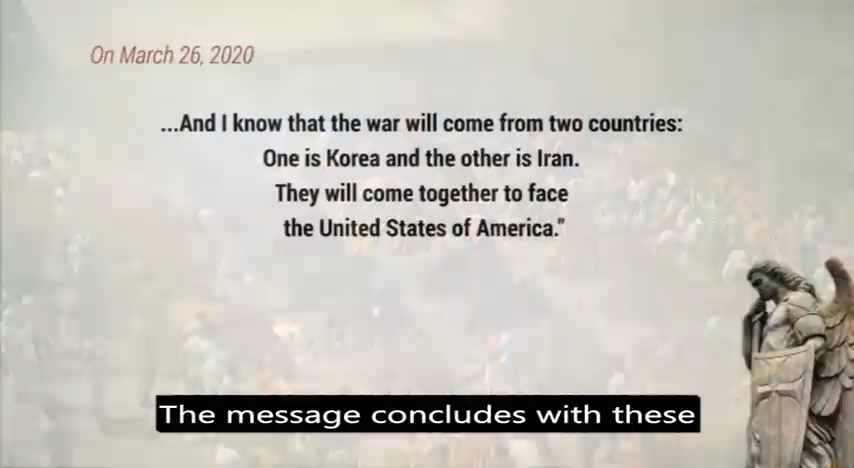 On March 26, 2020
...And I know that the war will come from two countries:
One is Korea and the other is Iran.
They will come together to face
the United States of America."
The message concludes with these